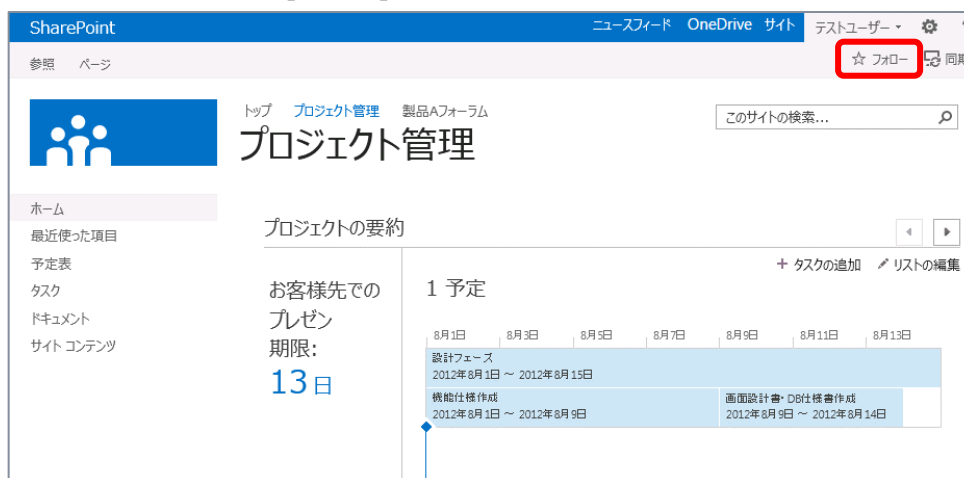 SharePoint ニュースフィード OneDrive サイト テストユーザー
参照 ページ ☆ フォロー 同期
トップ プロジェクト管理 製品Aフォーラム
プロジェクト管理
このサイトの検索...
ホーム
最近使った項目
予定表
タスク
ドキュメント
サイト コンテンツ
プロジェクトの要約
+ タスクの追加 リストの編集
お客様先での
プレゼン
期限:
13日
1 予定
8月1日 8月3日 8月5日 8月7日 8月9日 8月11日 8月13日
設計フェーズ
2012年8月1日 ～ 2012年8月15日
機能仕様作成
2012年8月1日 ～ 2012年8月9日
画面設計書・DB仕様書作成
2012年8月9日 ～ 2012年8月14日